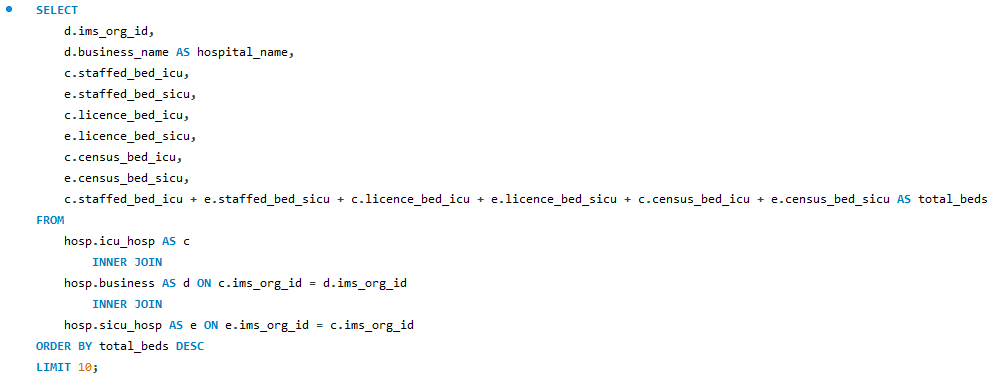 SELECT
d.ims_org_id,
d.business_name AS hospital_name,
c.staffed_bed_icu,
e.staffed_bed_sicu,
c.licence_bed_icu,
e.licence_bed_sicu,
c.census_bed_icu,
e.census_bed_sicu,
c.staffed_bed_icu + e.staffed_bed_sicu + c.licence_bed_icu + e.licence_bed_sicu + c.census_bed_icu + e.census_bed_sicu AS total_beds
FROM
hosp.icu_hosp AS c
INNER JOIN
hosp.business AS d ON c.ims_org_id = d.ims_org_id
INNER JOIN
hosp.sicu_hosp AS e ON e.ims_org_id = c.ims_org_id
ORDER BY total_beds DESC
LIMIT 10;